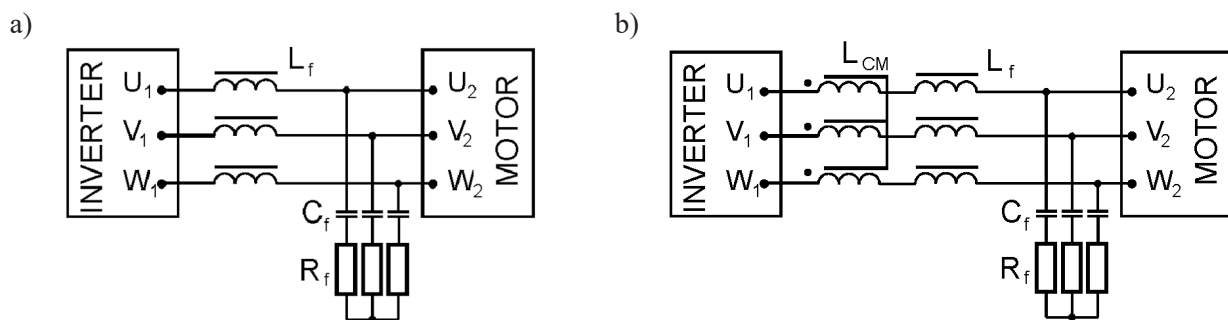 a)
INVERTER
U1
V1
W1
Lf
U2
V2
W2
MOTOR
Cf
Rf
b)
INVERTER
U1
V1
W1
LCM
Lf
U2
V2
W2
MOTOR
Cf
Rf